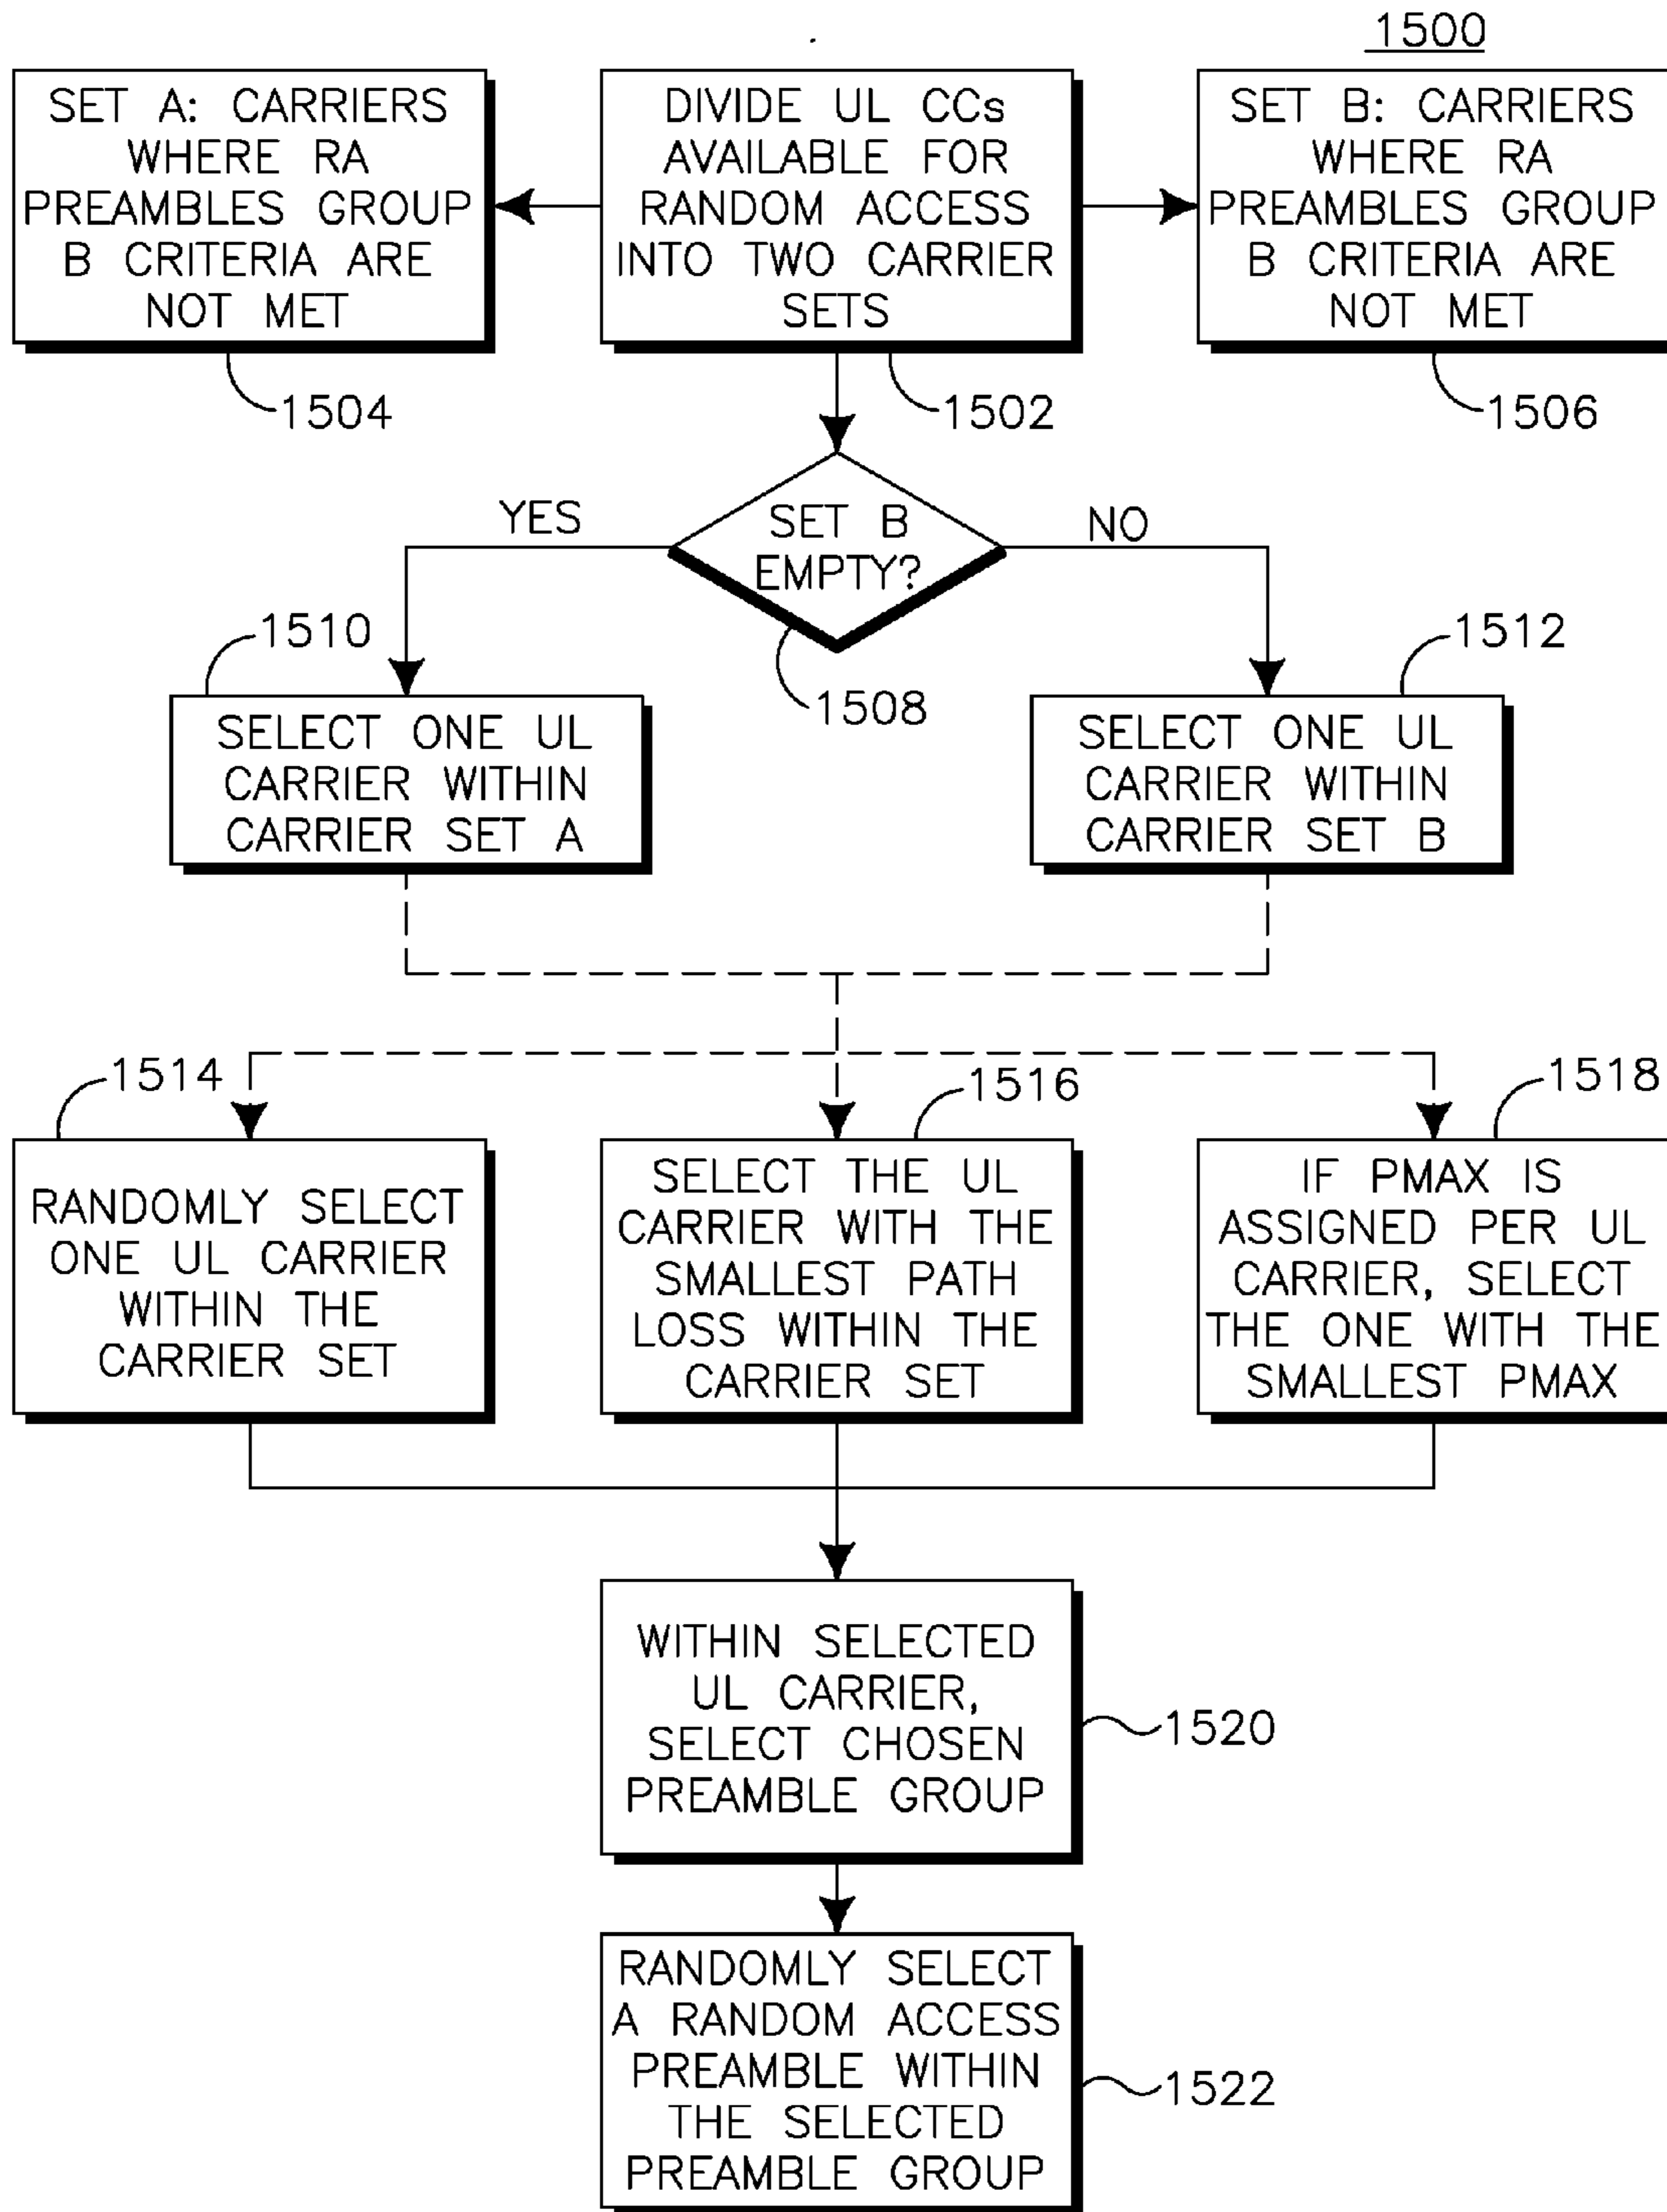 1500
SET A: CARRIERS
WHERE RA
PREAMBLES GROUP
B CRITERIA ARE
NOT MET
1504
DIVIDE UL CCs
AVAILABLE FOR
RANDOM ACCESS
INTO TWO CARRIER
SETS
1502
SET B: CARRIERS
WHERE RA
PREAMBLES GROUP
B CRITERIA ARE
NOT MET
1506
SET B
EMPTY?
1508
YES
NO
1510
SELECT ONE UL
CARRIER WITHIN
CARRIER SET A
1512
SELECT ONE UL
CARRIER WITHIN
CARRIER SET B
1514
RANDOMLY SELECT
ONE UL CARRIER
WITHIN THE
CARRIER SET
1516
SELECT THE UL
CARRIER WITH THE
SMALLEST PATH
LOSS WITHIN THE
CARRIER SET
1518
IF PMAX IS
ASSIGNED PER UL
CARRIER, SELECT
THE ONE WITH THE
SMALLEST PMAX
WITHIN SELECTED
UL CARRIER,
SELECT CHOSEN
PREAMBLE GROUP
1520
RANDOMLY SELECT
A RANDOM ACCESS
PREAMBLE WITHIN
THE SELECTED
PREAMBLE GROUP
1522